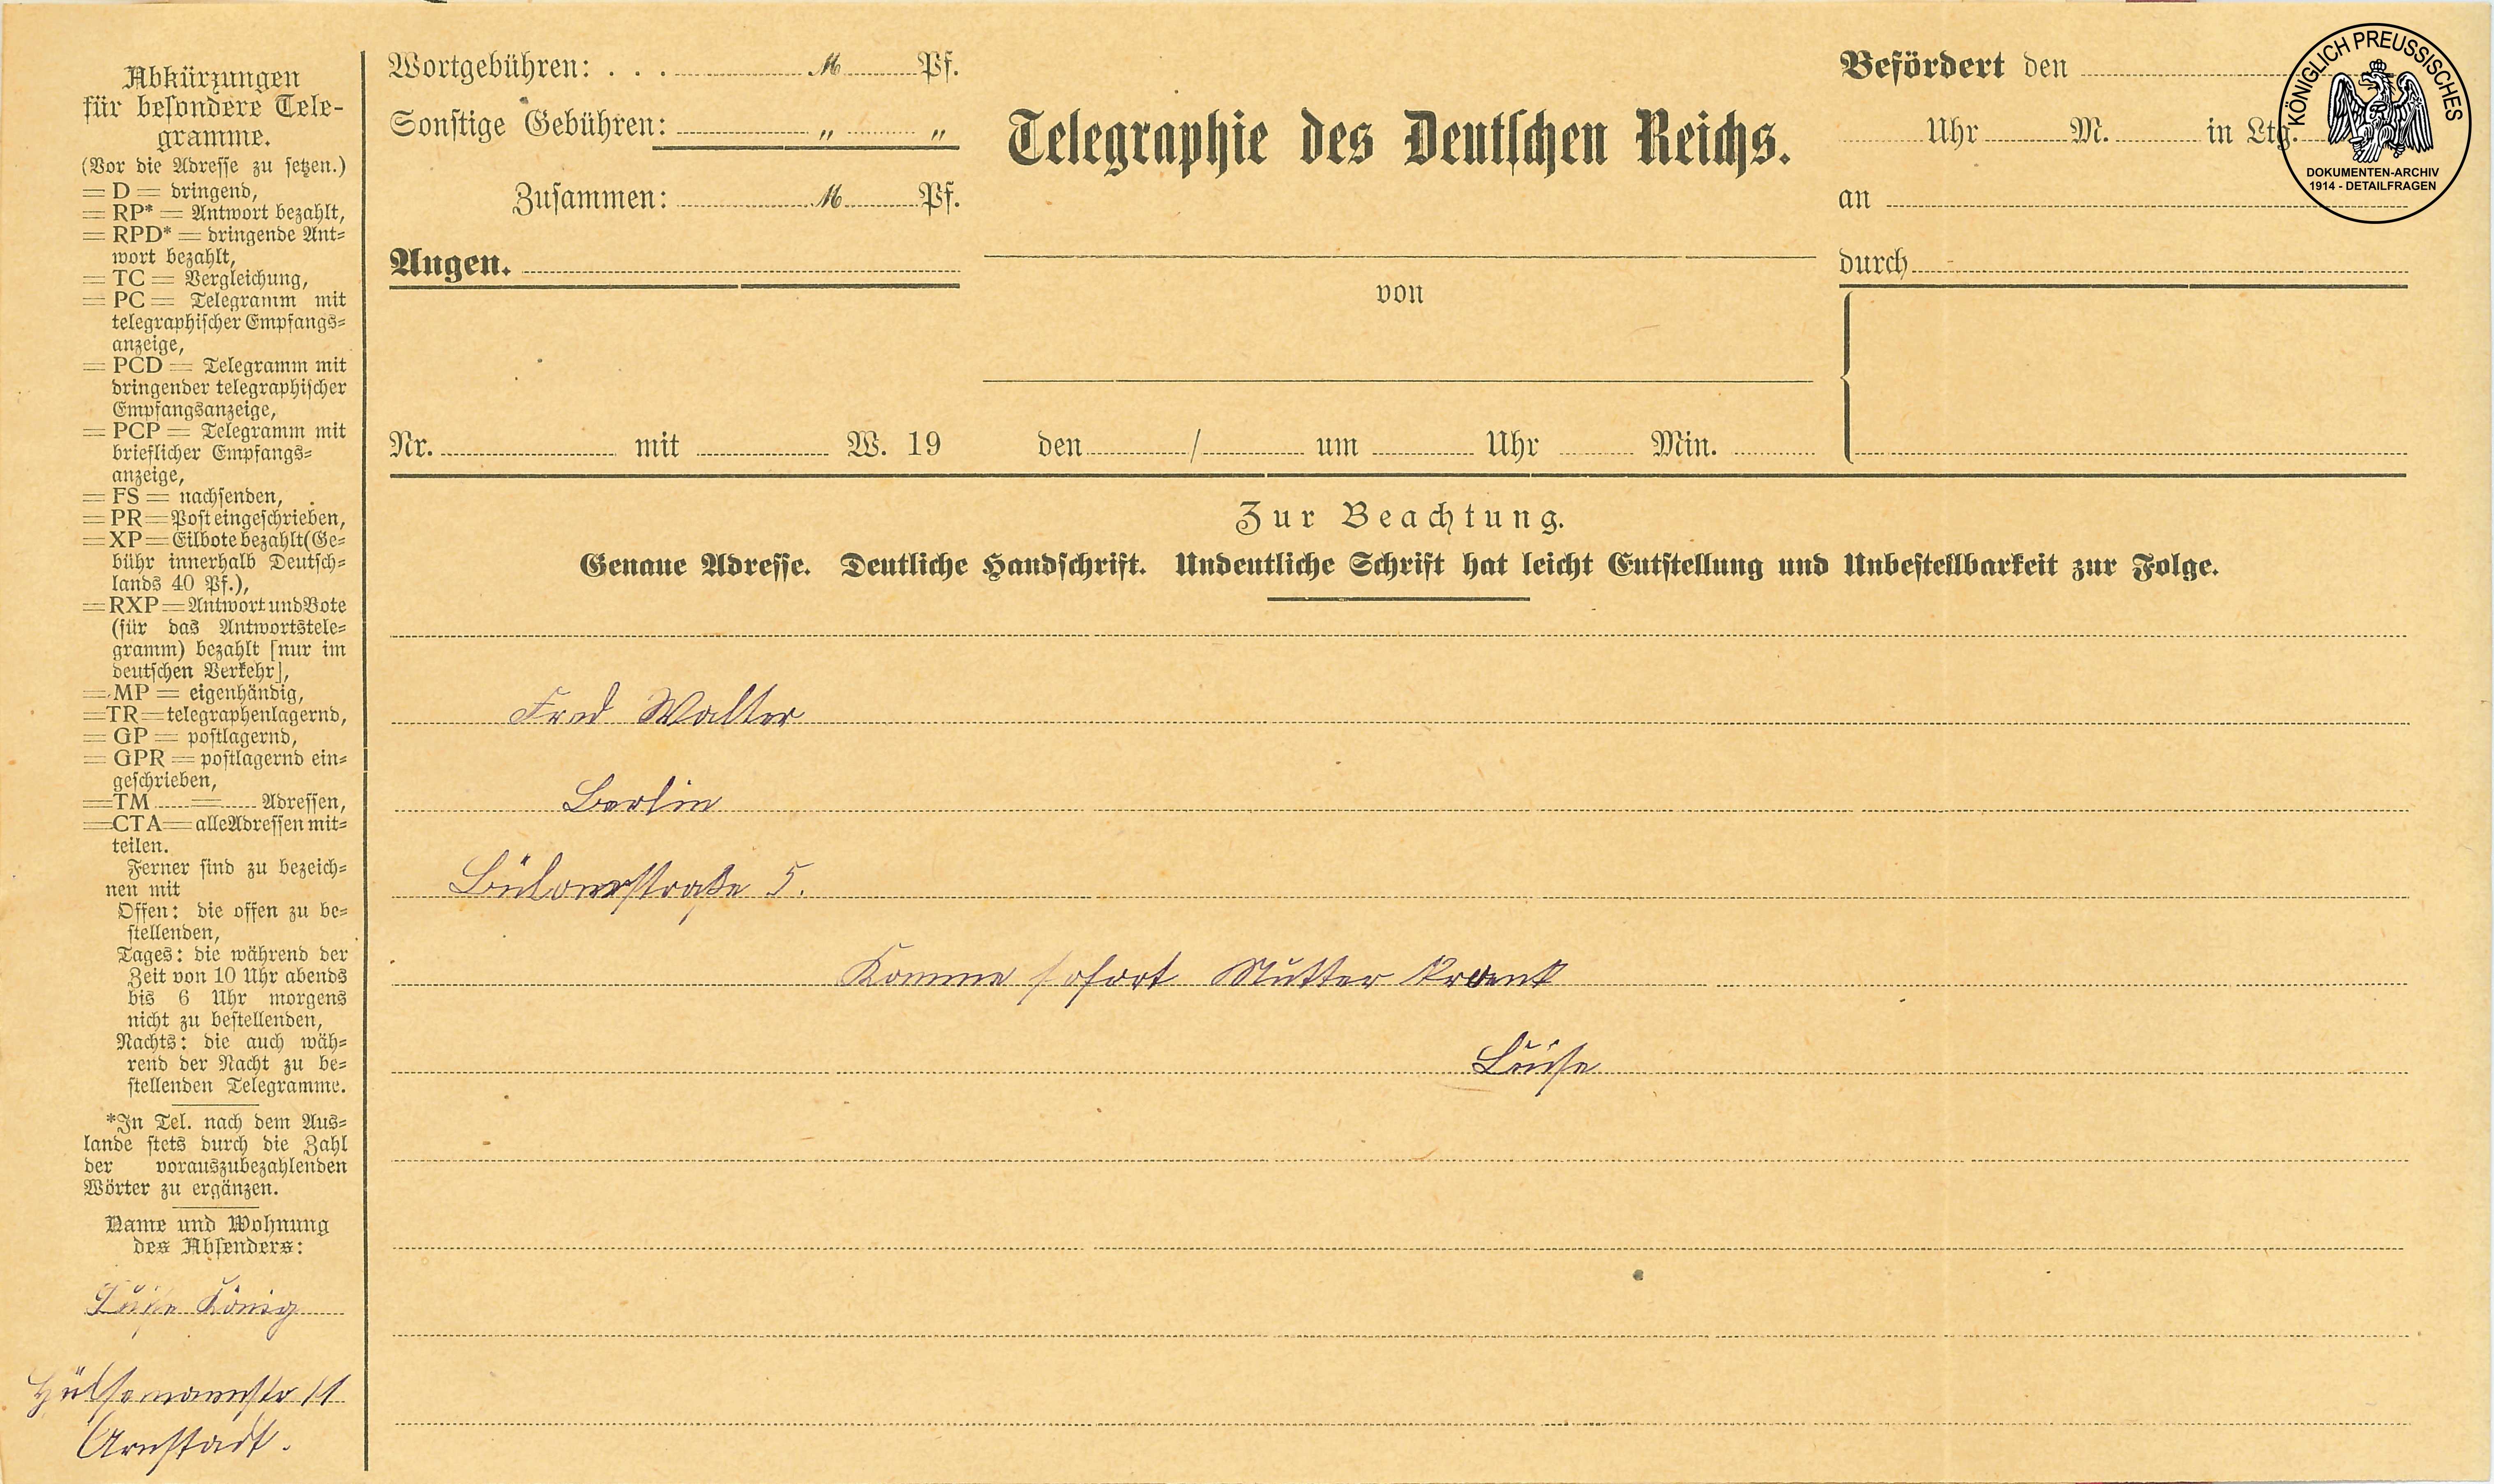 Abkürzungen
für besondere Tele-
gramme.
(Vor die Adresse zu setzen.)
= D = dringend,
= RP* = Antwort bezahlt,
= RPD* = dringende Ant-
wort bezahlt,
= TC = Vergleichung,
= PC = Telegramm mit
telegraphischer Empfangs-
anzeige,
= PCD = Telegramm mit
dringender telegraphischer
Empfangsanzeige,
= PCP = Telegramm mit
brieflicher Empfangs-
anzeige,
= FS = nachsenden,
= PR = Post eingeschrieben,
= XP = Eilbote bezahlt (Ge-
bühr innerhalb Deutsch-
lands 40 Pf.),
= RXP = Antwort und Bote
(für das Antwortstele-
gramm) bezahlt [nur im
deutschen Verkehr],
= MP = eigenhändig,
= TR = telegraphenlagernd,
= GP = postlagernd,
= GPR = postlagernd ein-
geschrieben,
= TM ...... = ...... Adressen,
= CTA = alle Adressen mit-
teilen.
Ferner sind zu bezeich-
nen mit
Offen: die offen zu be-
stellenden,
Tages: die während der
Zeit von 10 Uhr abends
bis 6 Uhr morgens
nicht zu bestellenden,
Nachts: die auch wäh-
rend der Nacht zu be-
stellenden Telegramme.
*In Tel. nach dem Aus-
lande stets durch die Zahl
der vorauszubezahlenden
Wörter zu ergänzen.
Name und Wohnung
des Absenders:
Luise König
Arnstadt.
Wortgebühren: . . . M Pf.
Sonstige Gebühren: " "
Zusammen: M Pf.
Angen.
Telegraphie des Deutschen Reichs.
von
Befördert den
Uhr M. in Ltg.
an
durch
KÖNIGLICH PREUSSISCHES
DOKUMENTEN-ARCHIV
1914 - DETAILFRAGEN
Nr. mit W. 19 den / um Uhr Min.
Zur Beachtung.
Genaue Adresse. Deutliche Handschrift. Undeutliche Schrift hat leicht Entstellung und Unbestellbarkeit zur Folge.
Fred Walter
Berlin
Bülowstraße 5.
Komme sofort Mutter krank
Luise